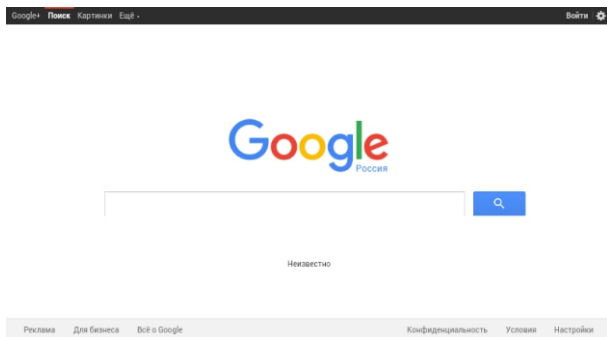 Google+ Поиск Картинки Ещё Войти
Google
Россия
Неизвестно
Реклама Для бизнеса Всё о Google Конфиденциальность Условия Настройки